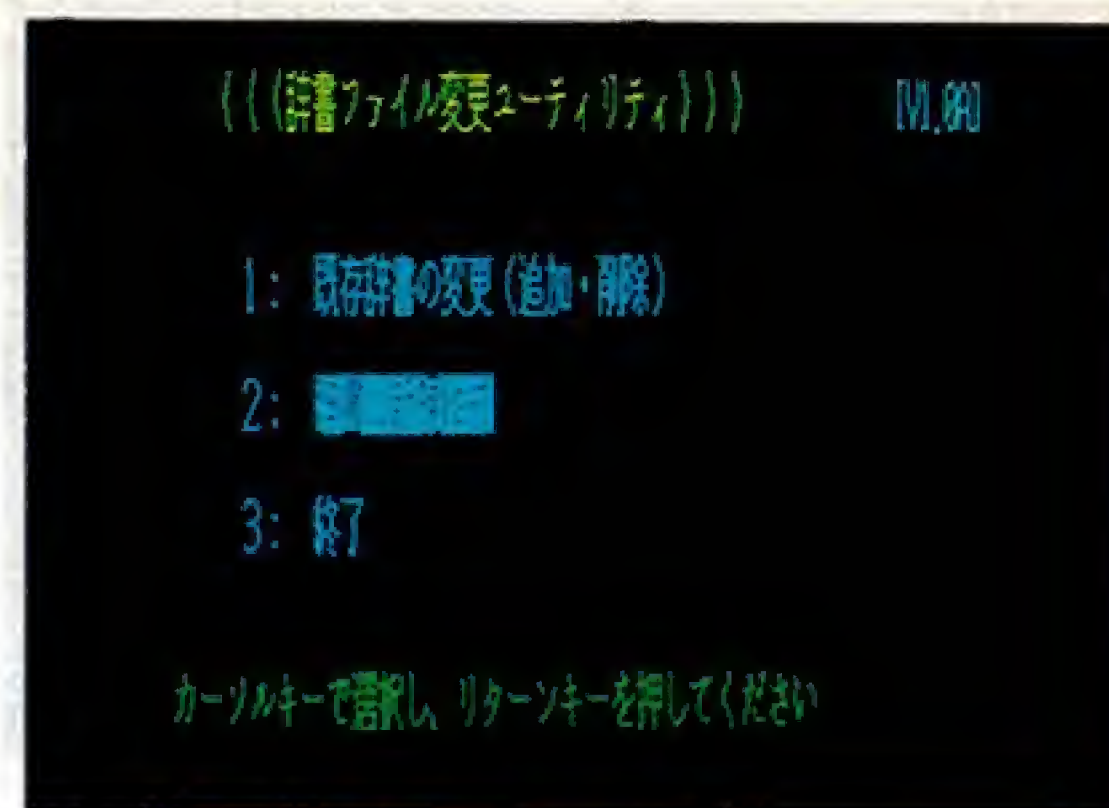 (((辞書ファイル変更ユーティリティ))) [V1.0A]
1: 既存辞書の変更(追加・削除)
2:
3: 終了
カーソルキーで選択し、リターンキーを押してください